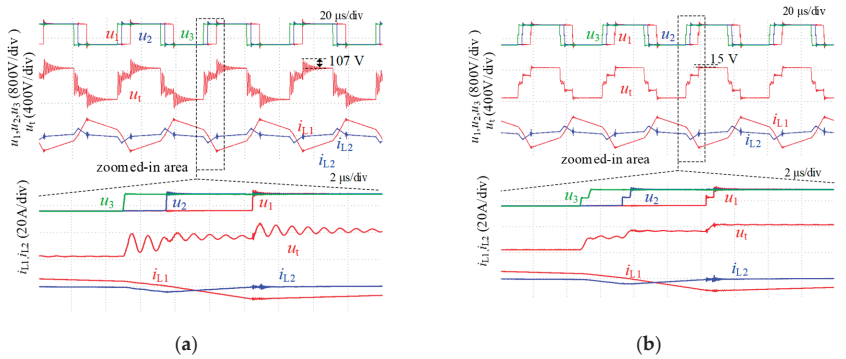 20 μs/div
u1 u2 u3
107 V
ut
iL1
iL2
iL2
zoomed-in area
2 μs/div
u3 u2 u1
ut
iL1 iL2
u1,u2,u3 (800V/div)
ut (400V/div)
iL1,iL2 (20A/div)
(a)
20 μs/div
u3 u1 u2
15 V
ut
iL1
iL2
zoomed-in area
2 μs/div
u3 u2 u1
ut
iL1 iL2
u1,u2,u3 (800V/div)
ut (400V/div)
iL1,iL2 (20A/div)
(b)